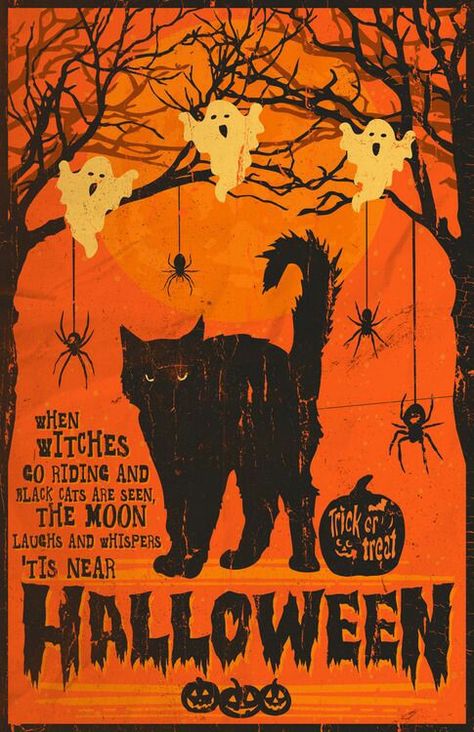 WHEN
WITCHES
GO RIDING AND
BLACK CATS ARE SEEN,
THE MOON
LAUGHS AND WHISPERS
'TIS NEAR
Trick or
treat
HALLOWEEN